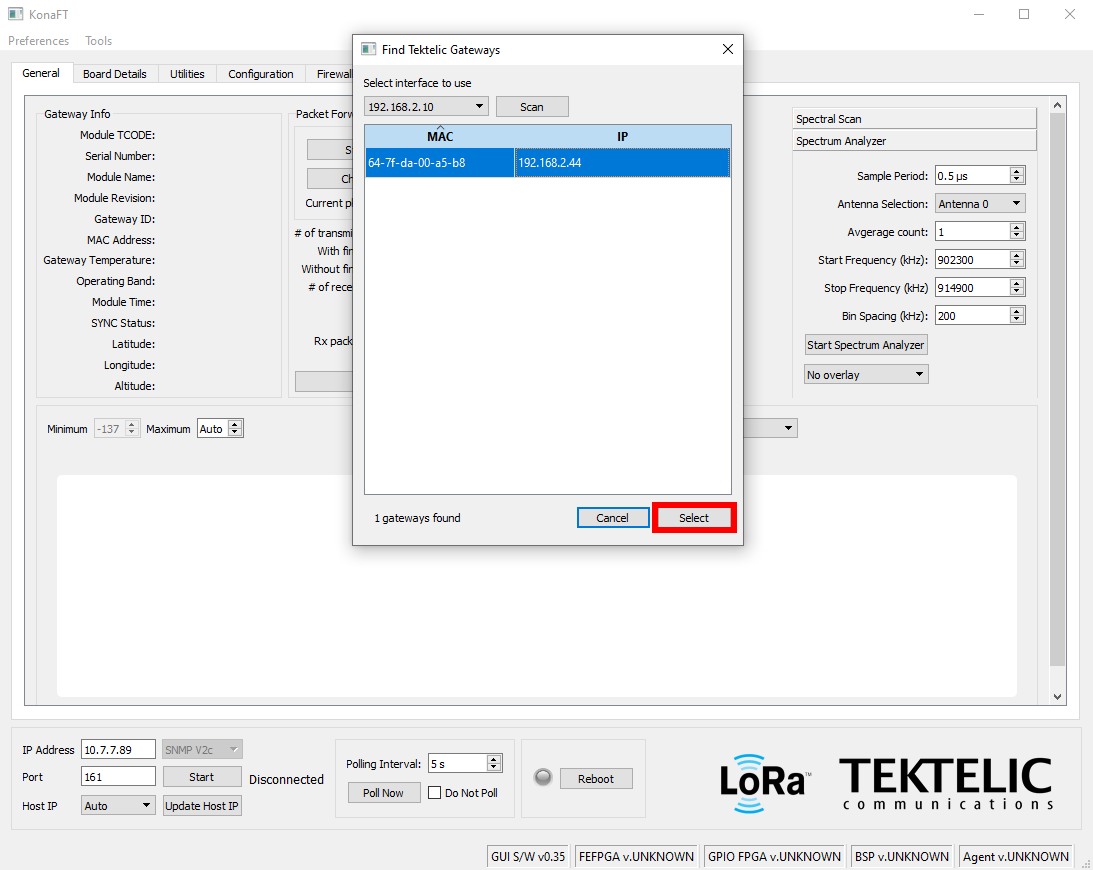 KonaFT
Preferences Tools
General Board Details Utilities Configuration Firewall
Gateway Info
Module TCODE:
Serial Number:
Module Name:
Module Revision:
Gateway ID:
MAC Address:
Gateway Temperature:
Operating Band:
Module Time:
SYNC Status:
Latitude:
Longitude:
Altitude:
Packet Forw
S
Ch
Current pl
# of transmi
With fir
Without fir
# of rece
Rx pack
Find Tektelic Gateways
Select interface to use
192.168.2.10 Scan
MAC IP
64-7f-da-00-a5-b8 192.168.2.44
1 gateways found Cancel Select
Spectral Scan
Spectrum Analyzer
Sample Period: 0.5 µs
Antenna Selection: Antenna 0
Avgerage count: 1
Start Frequency (kHz): 902300
Stop Frequency (kHz) 914900
Bin Spacing (kHz): 200
Start Spectrum Analyzer
No overlay
Minimum -137 Maximum Auto
IP Address 10.7.7.89 SNMP V2c
Port 161 Start Disconnected
Host IP Auto Update Host IP
Polling Interval: 5 s
Poll Now Do Not Poll
Reboot
LoRa™
TEKTELIC
communications
GUI S/W v0.35 FEFPGA v.UNKNOWN GPIO FPGA v.UNKNOWN BSP v.UNKNOWN Agent v.UNKNOWN